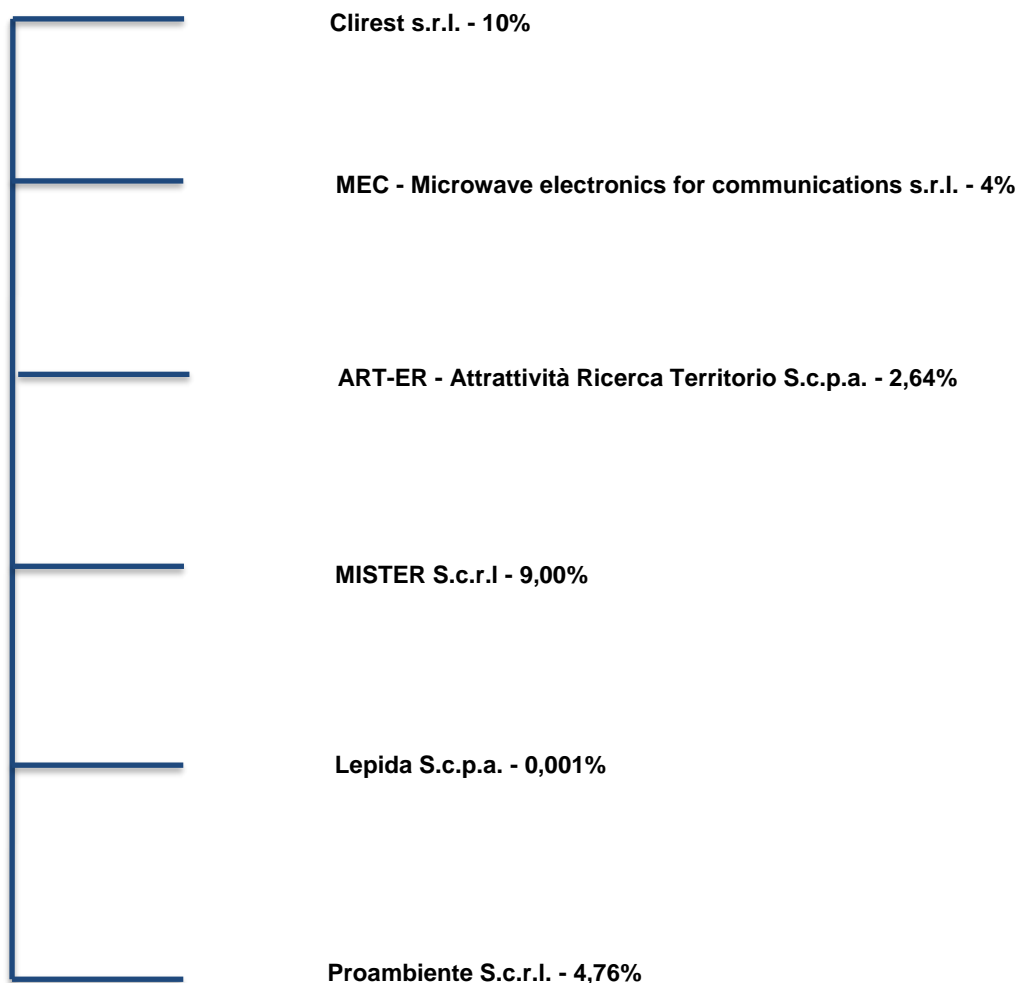 Clirest s.r.l. - 10%
MEC - Microwave electronics for communications s.r.l. - 4%
ART-ER - Attrattività Ricerca Territorio S.c.p.a. - 2,64%
MISTER S.c.r.l - 9,00%
Lepida S.c.p.a. - 0,001%
Proambiente S.c.r.l. - 4,76%